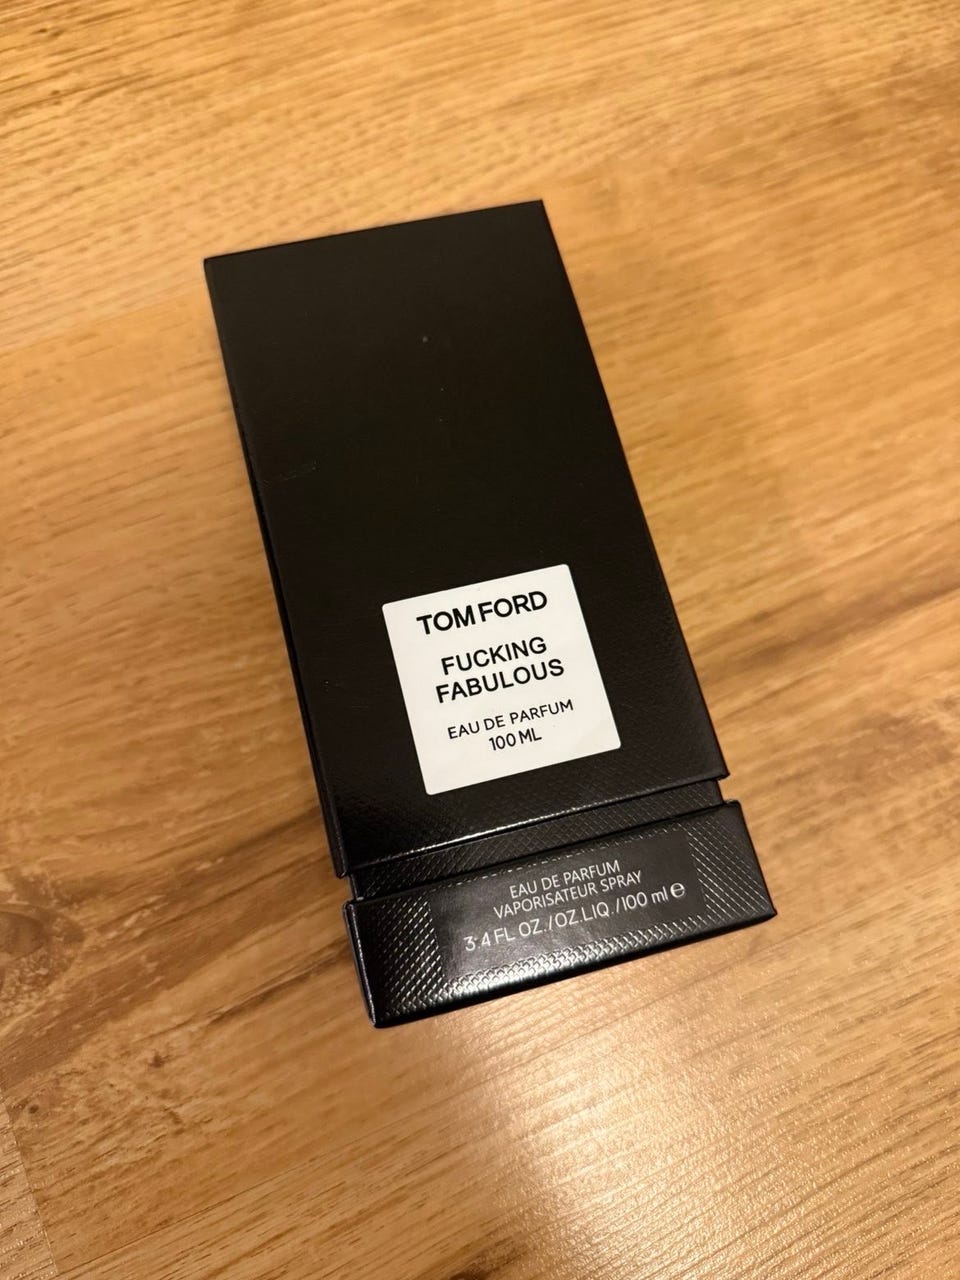 TOM FORD
FUCKING
FABULOUS
EAU DE PARFUM
100 ML
EAU DE PARFUM
VAPORISATEUR SPRAY
3.4 FL OZ./OZ.LIQ./100 ml ℮